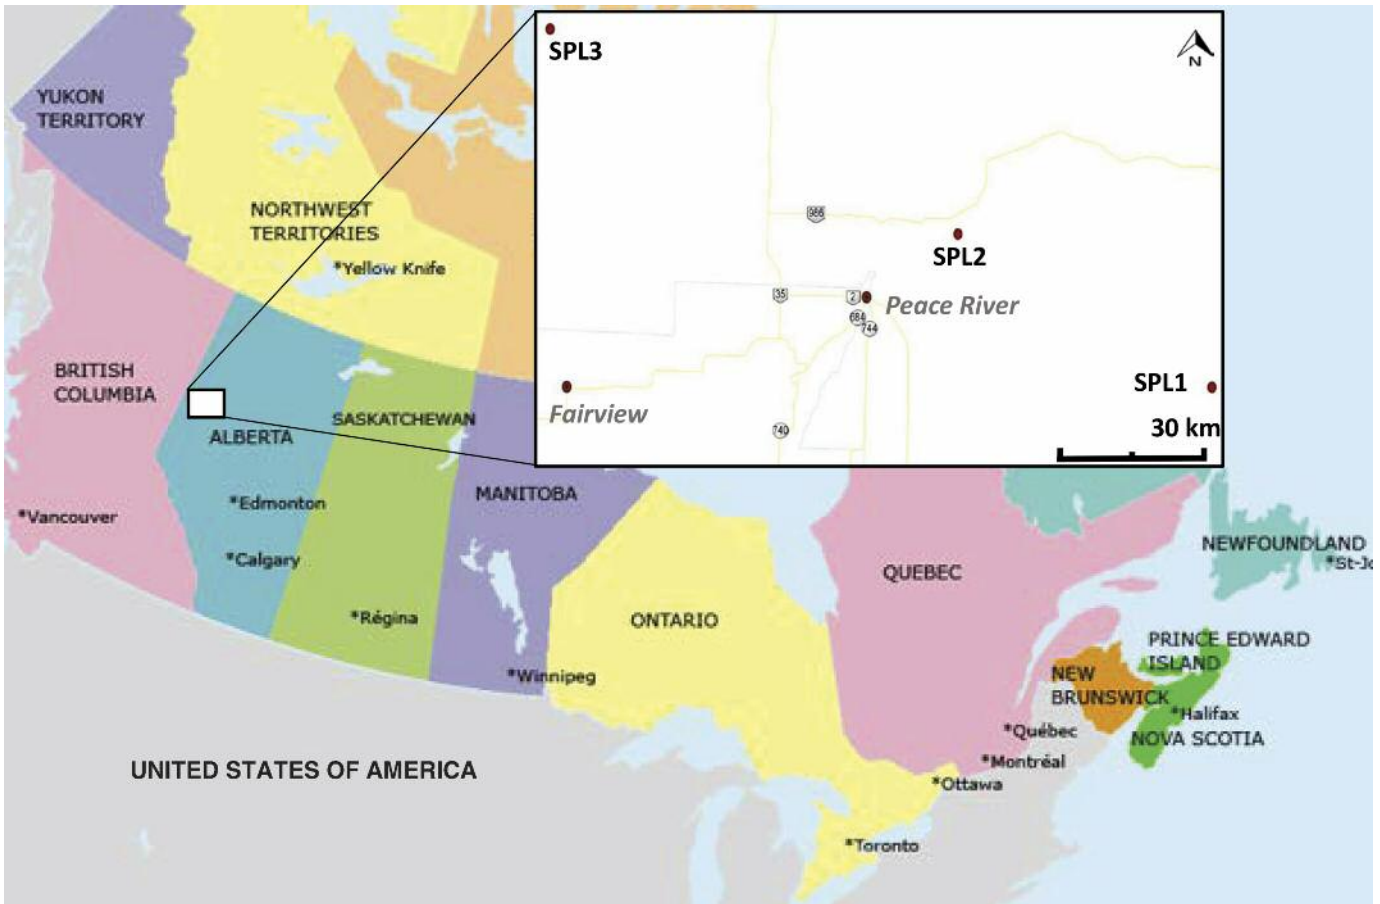 SPL3
N
YUKON
TERRITORY
NORTHWEST
TERRITORIES
*Yellow Knife
986
SPL2
35
2
Peace River
684
744
BRITISH
COLUMBIA
SPL1
Fairview
SASKATCHEWAN
740
30 km
ALBERTA
MANITOBA
*Edmonton
*Vancouver
NEWFOUNDLAND
*St-Jo
*Calgary
QUEBEC
*Régina
ONTARIO
PRINCE EDWARD
ISLAND
*Winnipeg
NEW
BRUNSWICK
*Halifax
*Québec
NOVA SCOTIA
*Montréal
UNITED STATES OF AMERICA
*Ottawa
*Toronto